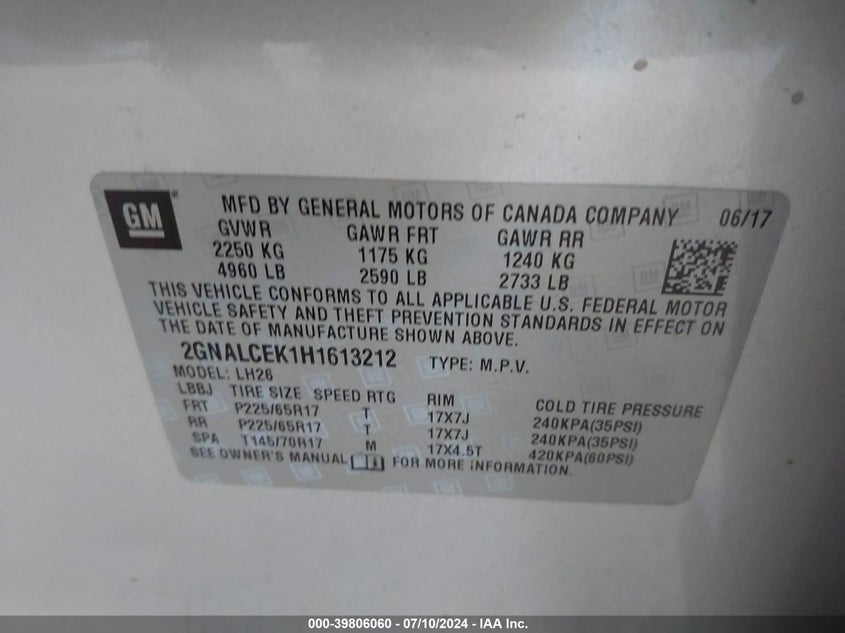 GM ® MFD BY GENERAL MOTORS OF CANADA COMPANY 06/17
GVWR GAWR FRT GAWR RR
2250 KG 1175 KG 1240 KG
4960 LB 2590 LB 2733 LB
THIS VEHICLE CONFORMS TO ALL APPLICABLE U.S. FEDERAL MOTOR
VEHICLE SAFETY AND THEFT PREVENTION STANDARDS IN EFFECT ON
THE DATE OF MANUFACTURE SHOWN ABOVE.
2GNALCEK1H1613212 TYPE: M.P.V.
MODEL: LH26
LBBJ TIRE SIZE SPEED RTG RIM COLD TIRE PRESSURE
FRT P225/65R17 T 17X7J 240KPA(35PSI)
RR P225/65R17 T 17X7J 240KPA(35PSI)
SPA T145/70R17 M 17X4.5T 420KPA(60PSI)
SEE OWNER'S MANUAL FOR MORE INFORMATION.
000-39806060 - 07/10/2024 - IAA Inc.